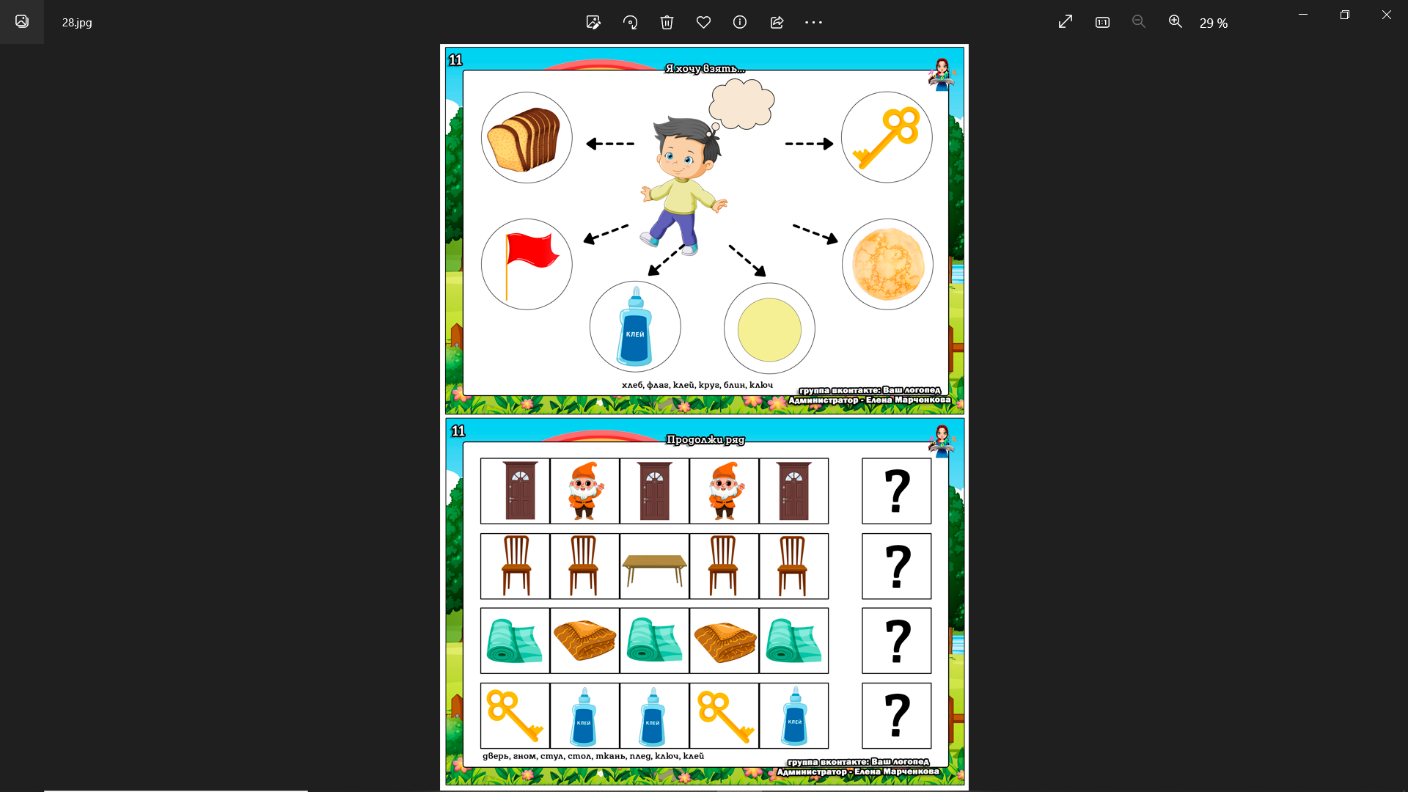 28.jpg
29 %
11
Я хочу взять...
КЛЕЙ
хлеб, флаг, клей, круг, блин, ключ
группа вконтакте: Ваш логопед
Администратор - Елена Марченкова
11
Продолжи ряд
?
?
?
КЛЕЙ
КЛЕЙ
КЛЕЙ
?
дверь, гном, стул, стол, ткань, плед, ключ, клей
группа вконтакте: Ваш логопед
Администратор - Елена Марченкова